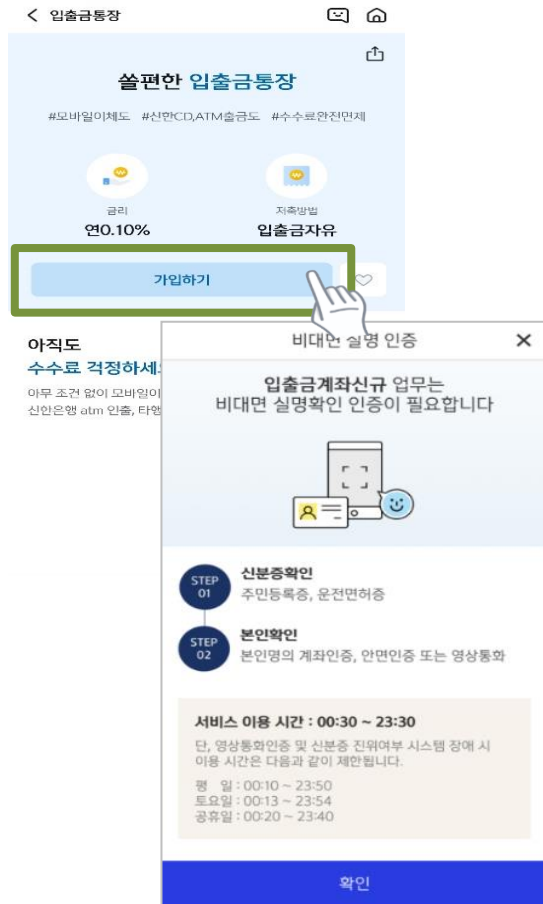 입출금통장
쏠편한 입출금통장
#모바일이체도 #신한CD,ATM출금도 #수수료완전면제
금리
연0.10%
저축방법
입출금자유
가입하기
아직도
수수료 걱정하세
아무 조건 없이 모바일이
신한은행 atm 인출, 타행
비대면 실명 인증
입출금계좌신규 업무는
비대면 실명확인 인증이 필요합니다
STEP 01
신분증확인
주민등록증, 운전면허증
STEP 02
본인확인
본인명의 계좌인증, 안면인증 또는 영상통화
서비스 이용 시간 : 00:30 ~ 23:30
단, 영상통화인증 및 신분증 진위여부 시스템 장애 시
이용 시간은 다음과 같이 제한됩니다.
평 일 : 00:10 ~ 23:50
토요일 : 00:13 ~ 23:54
공휴일 : 00:20 ~ 23:40
확인